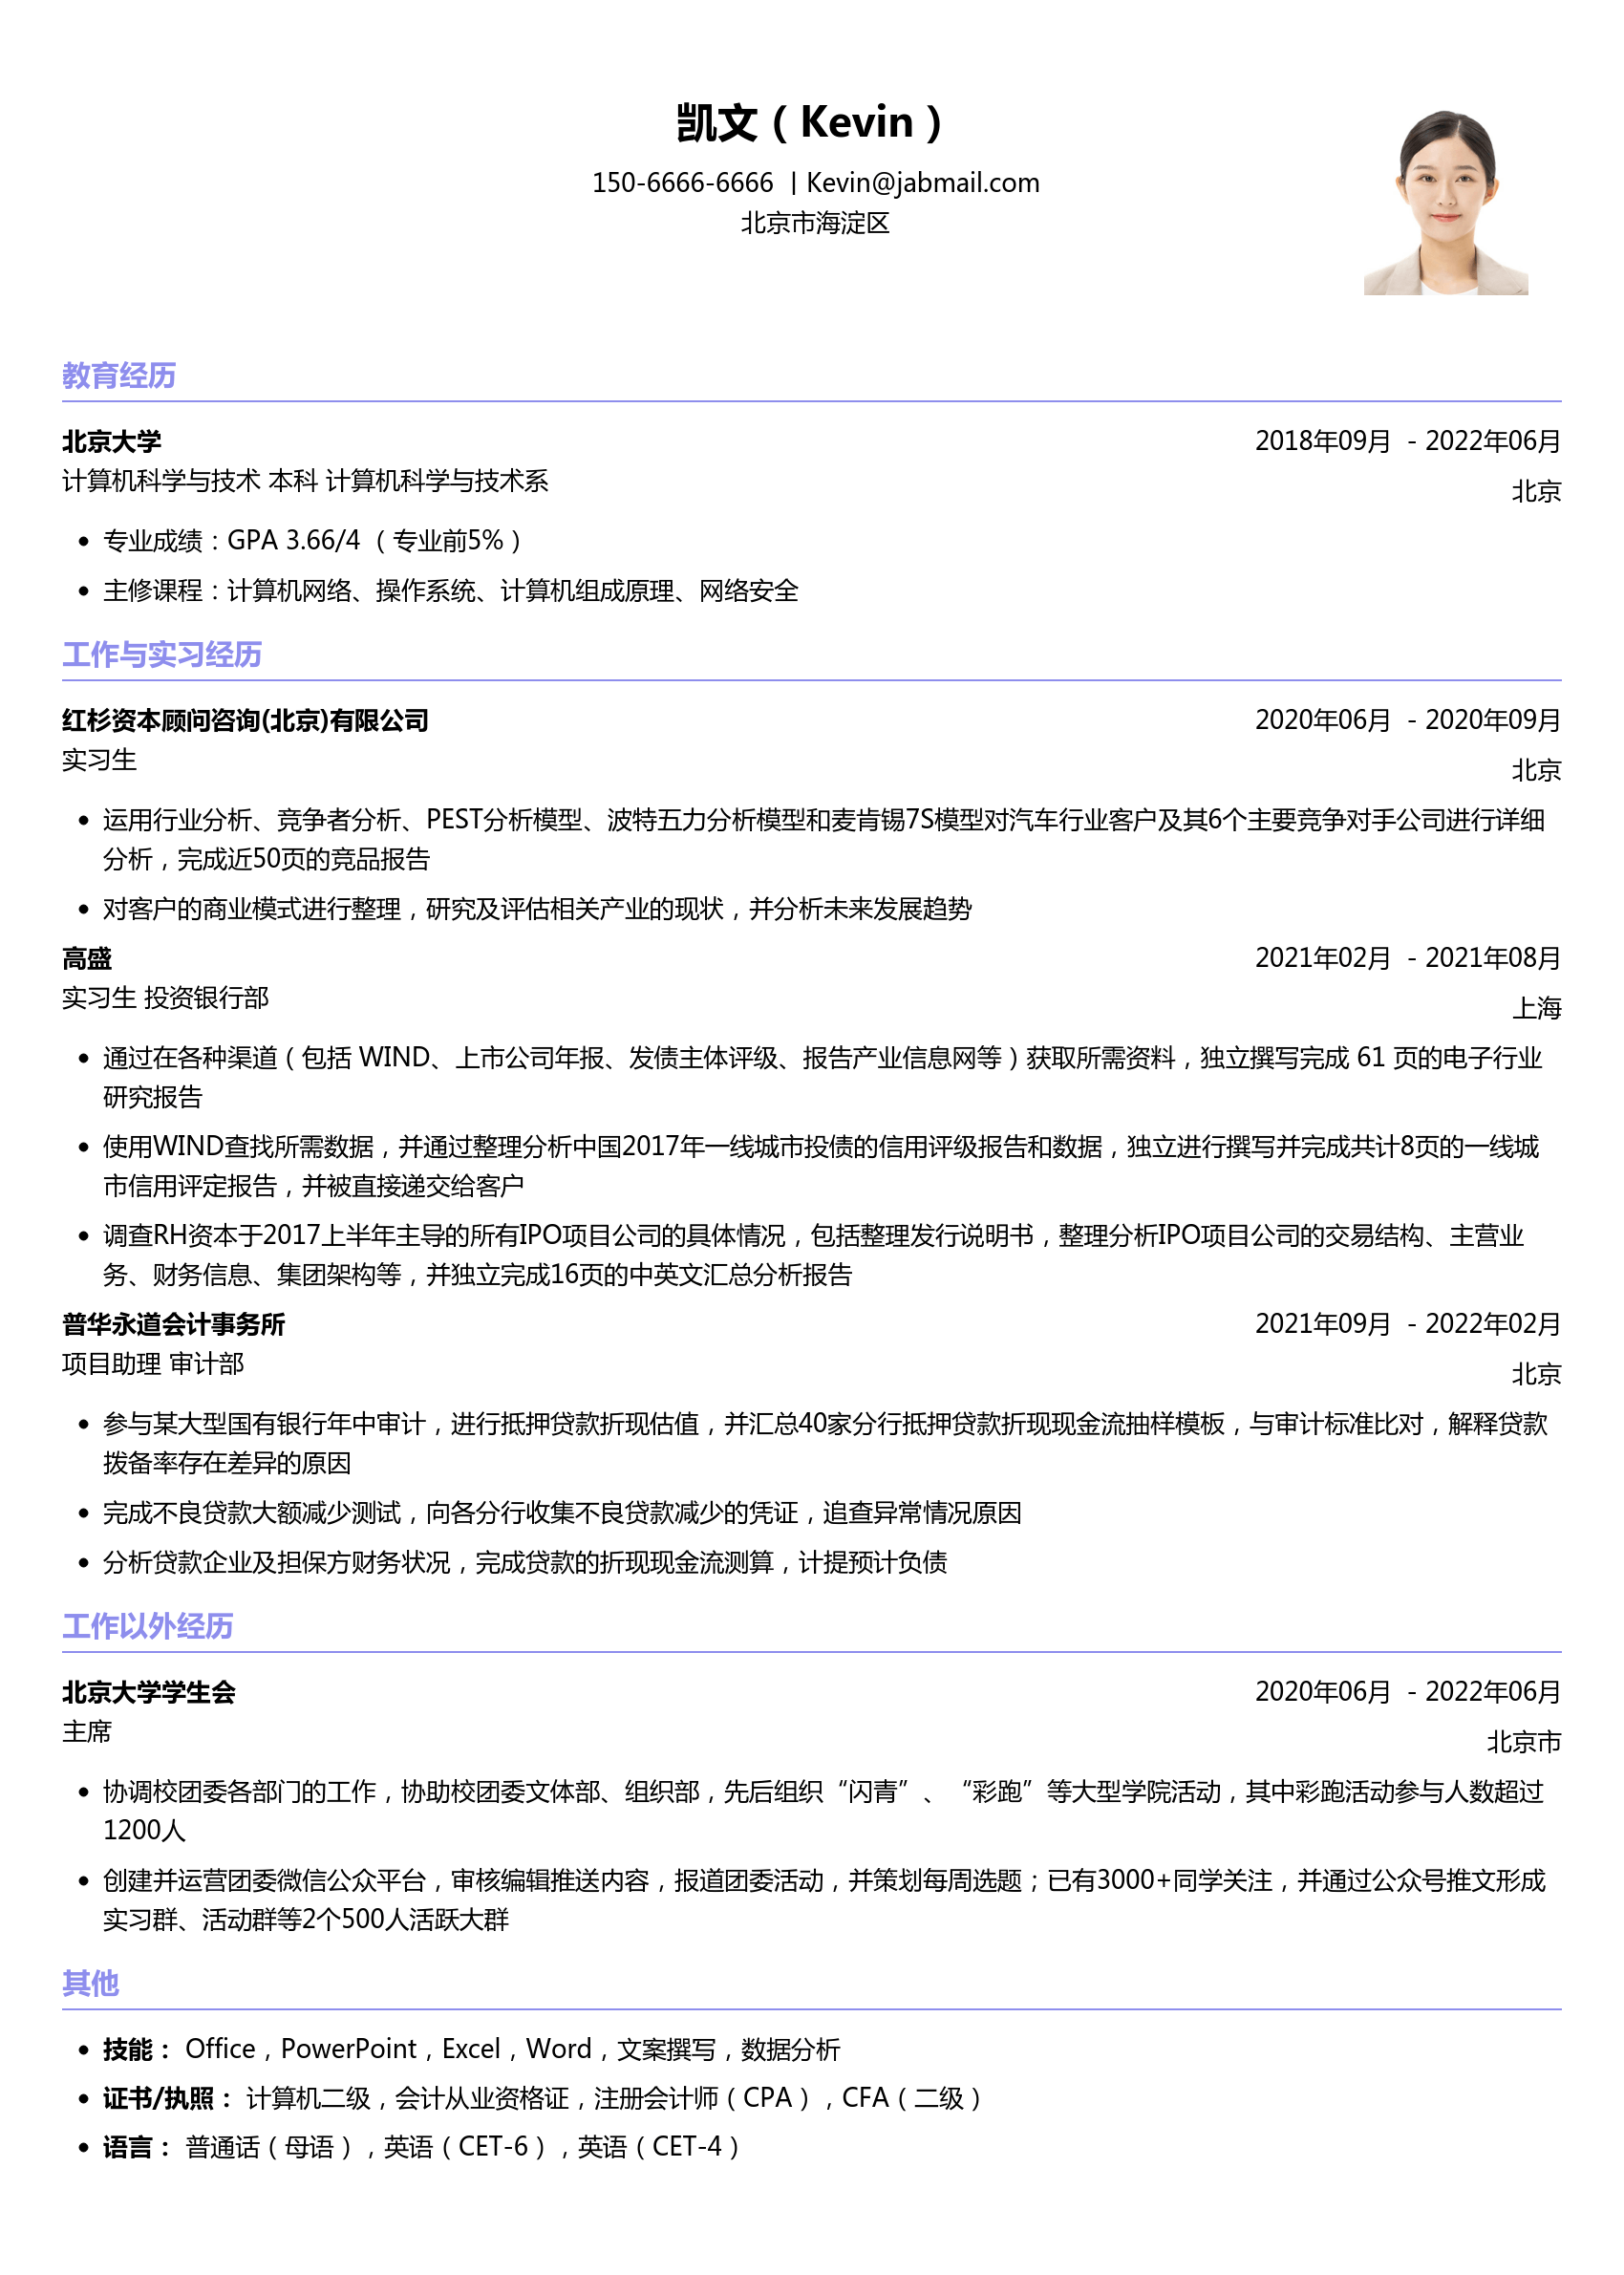 凯文（Kevin）
150-6666-6666 | Kevin@jabmail.com
北京市海淀区
教育经历
北京大学 2018年09月 - 2022年06月
计算机科学与技术 本科 计算机科学与技术系 北京
• 专业成绩：GPA 3.66/4 （专业前5%）
• 主修课程：计算机网络、操作系统、计算机组成原理、网络安全
工作与实习经历
红杉资本顾问咨询(北京)有限公司 2020年06月 - 2020年09月
实习生 北京
• 运用行业分析、竞争者分析、PEST分析模型、波特五力分析模型和麦肯锡7S模型对汽车行业客户及其6个主要竞争对手公司进行详细
分析，完成近50页的竞品报告
• 对客户的商业模式进行整理，研究及评估相关产业的现状，并分析未来发展趋势
高盛 2021年02月 - 2021年08月
实习生 投资银行部 上海
• 通过在各种渠道（包括 WIND、上市公司年报、发债主体评级、报告产业信息网等）获取所需资料，独立撰写完成 61 页的电子行业
研究报告
• 使用WIND查找所需数据，并通过整理分析中国2017年一线城市投债的信用评级报告和数据，独立进行撰写并完成共计8页的一线城
市信用评定报告，并被直接递交给客户
• 调查RH资本于2017上半年主导的所有IPO项目公司的具体情况，包括整理发行说明书，整理分析IPO项目公司的交易结构、主营业
务、财务信息、集团架构等，并独立完成16页的中英文汇总分析报告
普华永道会计事务所 2021年09月 - 2022年02月
项目助理 审计部 北京
• 参与某大型国有银行年中审计，进行抵押贷款折现估值，并汇总40家分行抵押贷款折现现金流抽样模板，与审计标准比对，解释贷款
拨备率存在差异的原因
• 完成不良贷款大额减少测试，向各分行收集不良贷款减少的凭证，追查异常情况原因
• 分析贷款企业及担保方财务状况，完成贷款的折现现金流测算，计提预计负债
工作以外经历
北京大学学生会 2020年06月 - 2022年06月
主席 北京市
• 协调校团委各部门的工作，协助校团委文体部、组织部，先后组织“闪青”、“彩跑”等大型学院活动，其中彩跑活动参与人数超过
1200人
• 创建并运营团委微信公众平台，审核编辑推送内容，报道团委活动，并策划每周选题；已有3000+同学关注，并通过公众号推文形成
实习群、活动群等2个500人活跃大群
其他
• 技能： Office，PowerPoint，Excel，Word，文案撰写，数据分析
• 证书/执照： 计算机二级，会计从业资格证，注册会计师（CPA），CFA（二级）
• 语言： 普通话（母语），英语（CET-6），英语（CET-4）